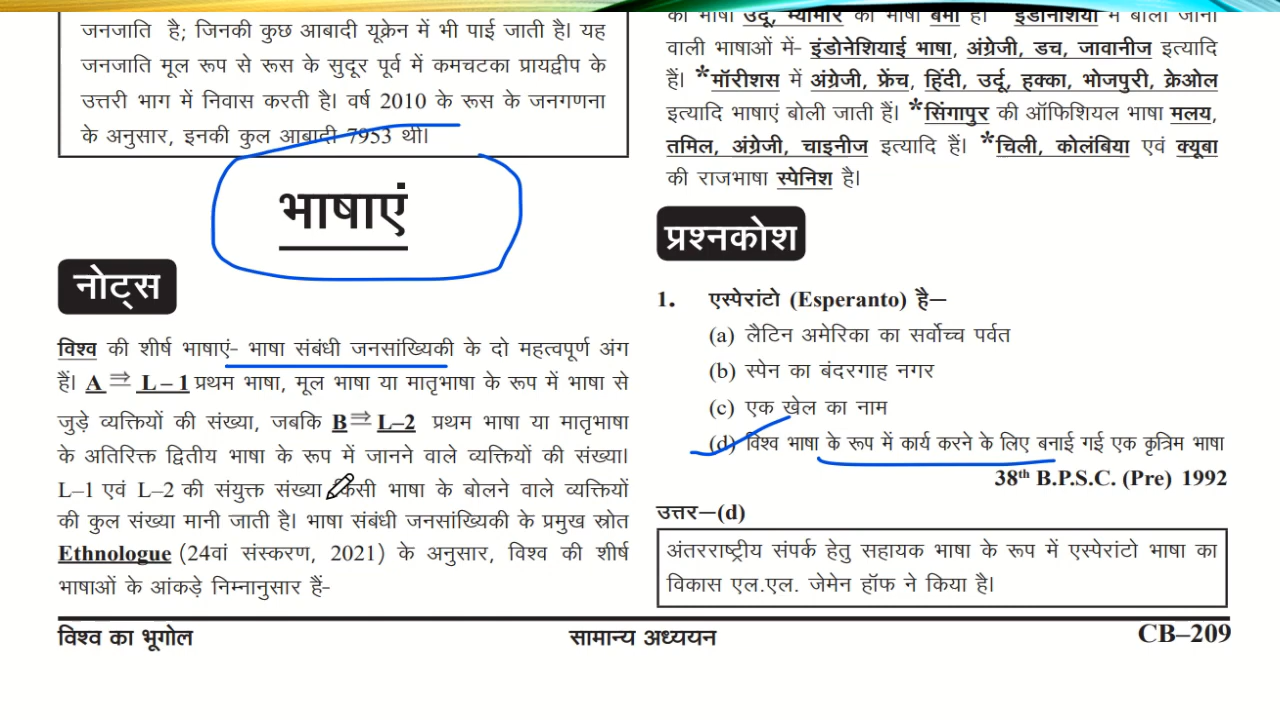 जनजाति है; जिनकी कुछ आबादी यूक्रेन में भी पाई जाती है। यह
जनजाति मूल रूप से रूस के सुदूर पूर्व में कमचटका प्रायद्वीप के
उत्तरी भाग में निवास करती है। वर्ष 2010 के रूस के जनगणना
के अनुसार, इनकी कुल आबादी 7953 थी।
भाषाएं
नोट्स
विश्व की शीर्ष भाषाएं- भाषा संबंधी जनसांख्यिकी के दो महत्वपूर्ण अंग
हैं। A ⇒ L–1 प्रथम भाषा, मूल भाषा या मातृभाषा के रूप में भाषा से
जुड़े व्यक्तियों की संख्या, जबकि B⇒L–2 प्रथम भाषा या मातृभाषा
के अतिरिक्त द्वितीय भाषा के रूप में जानने वाले व्यक्तियों की संख्या।
L–1 एवं L–2 की संयुक्त संख्या किसी भाषा के बोलने वाले व्यक्तियों
की कुल संख्या मानी जाती है। भाषा संबंधी जनसांख्यिकी के प्रमुख स्रोत
Ethnologue (24वां संस्करण, 2021) के अनुसार, विश्व की शीर्ष
भाषाओं के आंकड़े निम्नानुसार हैं-
की भाषा उर्दू, म्यांमार की भाषा बर्मी है। इंडोनेशिया में बोली जाने
वाली भाषाओं में- इंडोनेशियाई भाषा, अंग्रेजी, डच, जावानीज इत्यादि
हैं। *मॉरीशस में अंग्रेजी, फ्रेंच, हिंदी, उर्दू, हक्का, भोजपुरी, क्रेओल
इत्यादि भाषाएं बोली जाती हैं। *सिंगापुर की ऑफिशियल भाषा मलय,
तमिल, अंग्रेजी, चाइनीज इत्यादि हैं। *चिली, कोलंबिया एवं क्यूबा
की राजभाषा स्पेनिश है।
प्रश्नकोश
1. एस्पेरांटो (Esperanto) है–
(a) लैटिन अमेरिका का सर्वोच्च पर्वत
(b) स्पेन का बंदरगाह नगर
(c) एक खेल का नाम
(d) विश्व भाषा के रूप में कार्य करने के लिए बनाई गई एक कृत्रिम भाषा
38th B.P.S.C. (Pre) 1992
उत्तर–(d)
अंतरराष्ट्रीय संपर्क हेतु सहायक भाषा के रूप में एस्पेरांटो भाषा का
विकास एल.एल. जेमेन हॉफ ने किया है।
विश्व का भूगोल सामान्य अध्ययन CB–209